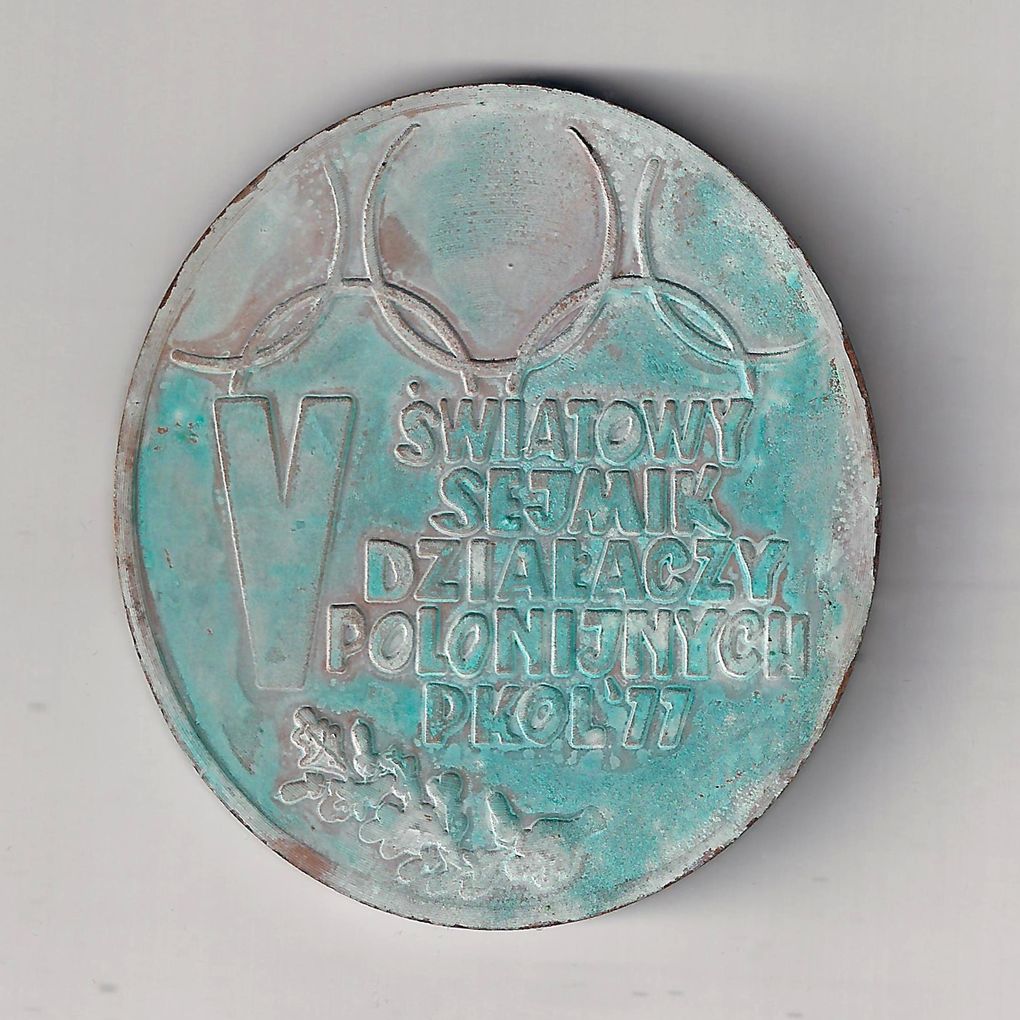 V ŚWIATOWY
SEJMIK
DZIAŁACZY
POLONIJNYCH
PKOL'77